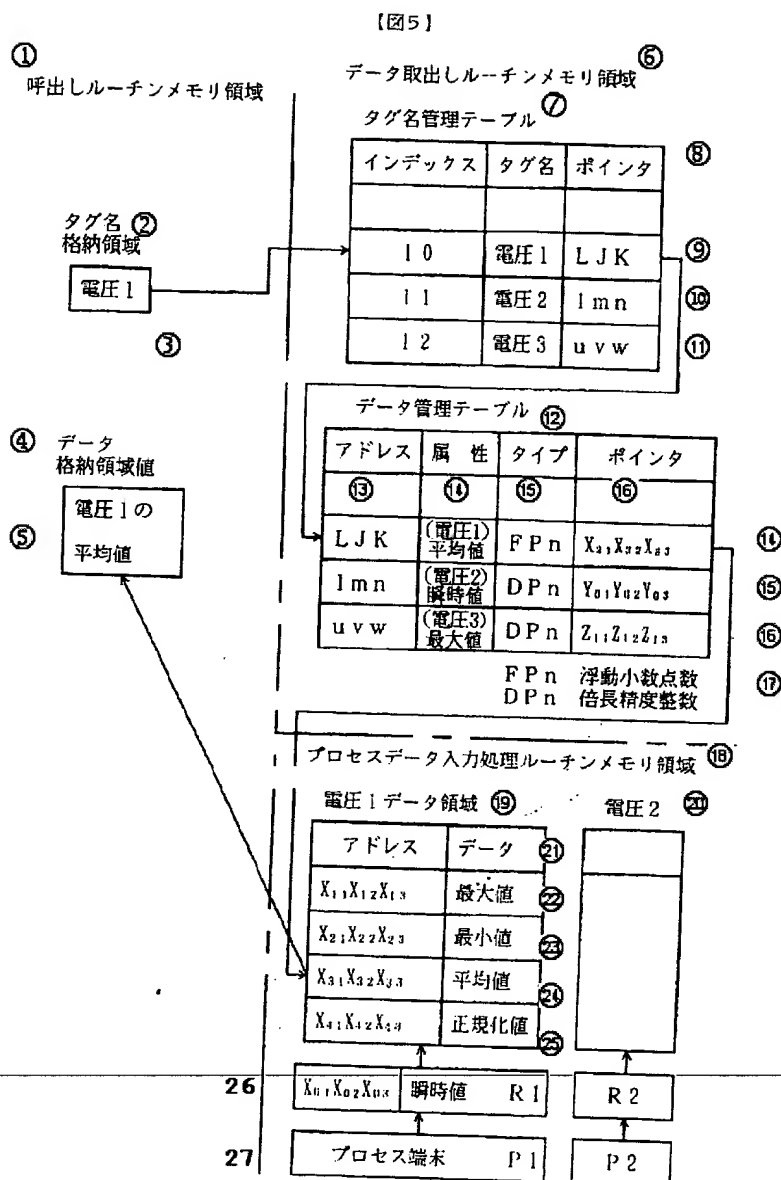 【図5】
①
呼出しルーチンメモリ領域
データ取出しルーチンメモリ領域 ⑥
タグ名管理テーブル ⑦
インデックス タグ名 ポインタ ⑧
タグ名 ②
格納領域
電圧1
10 電圧1 LJK ⑨
11 電圧2 lmn ⑩
12 電圧3 uvw ⑪
③
データ管理テーブル ⑫
アドレス 属性 タイプ ポインタ
⑬ ⑭ ⑮ ⑯
④ データ
格納領域値
⑤ 電圧1の
平均値
LJK (電圧1) 平均値 FPn ⑭
lmn (電圧2) 瞬時値 DPn Y₀₁Y₀₂Y₀₃ ⑮
uvw (電圧3) 最大値 DPn Z₁₁Z₁₂Z₁₃ ⑯
FPn 浮動小数点数 ⑰
DPn 倍長精度整数
プロセスデータ入力処理ルーチンメモリ領域 ⑱
電圧1データ領域 ⑲
電圧2 ⑳
アドレス データ ㉑
X₁₁X₁₂X₁₃ 最大値 ㉒
X₂₁X₂₂X₂₃ 最小値 ㉓
X₃₁X₃₂X₃₃ 平均値 ㉔
X₄₁X₄₂X₄₃ 正規化値 ㉕
26 X₀₁X₀₂X₀₃ 瞬時値 R1 R2
27 プロセス端末 P1 P2